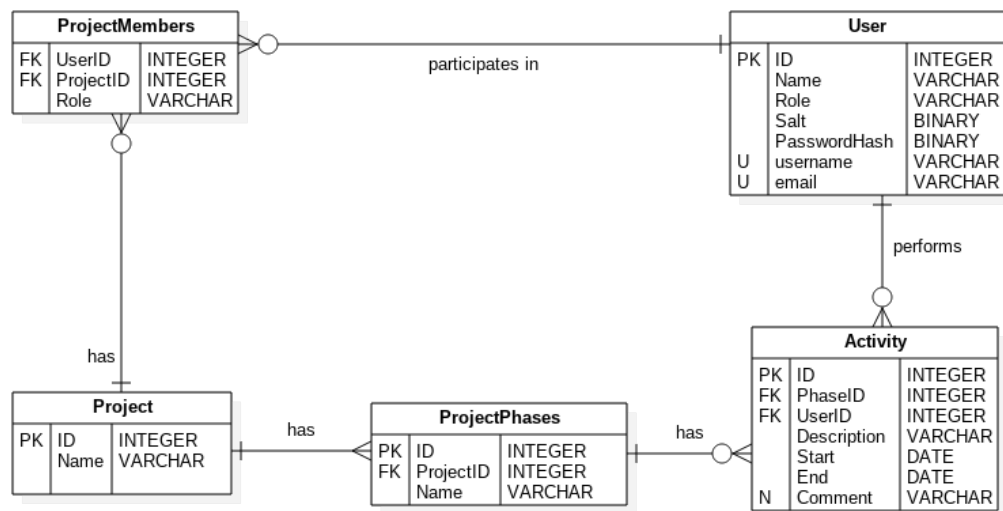 ProjectMembers
FK UserID INTEGER
FK ProjectID INTEGER
Role VARCHAR
participates in
User
PK ID INTEGER
Name VARCHAR
Role VARCHAR
Salt BINARY
PasswordHash BINARY
U username VARCHAR
U email VARCHAR
performs
has
Project
PK ID INTEGER
Name VARCHAR
has
ProjectPhases
PK ID INTEGER
FK ProjectID INTEGER
Name VARCHAR
has
Activity
PK ID INTEGER
FK PhaseID INTEGER
FK UserID INTEGER
Description VARCHAR
Start DATE
End DATE
N Comment VARCHAR